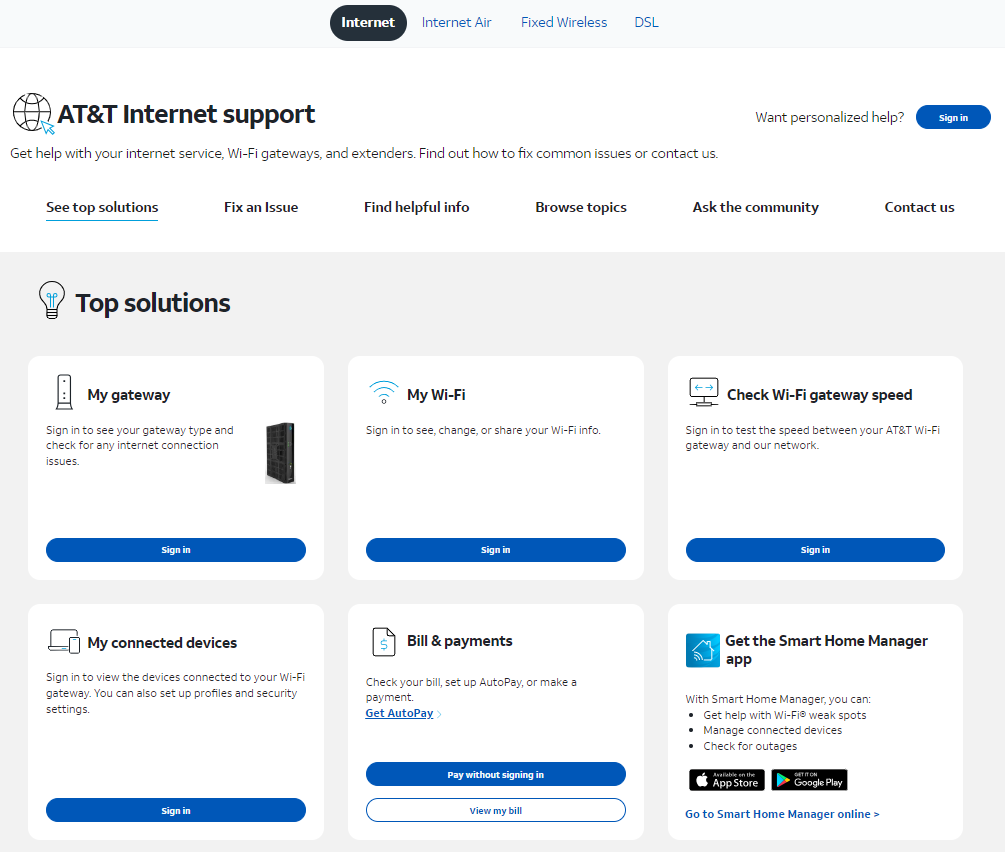 Internet
Internet Air
Fixed Wireless
DSL
AT&T Internet support
Want personalized help?
Sign in
Get help with your internet service, Wi-Fi gateways, and extenders. Find out how to fix common issues or contact us.
See top solutions
Fix an Issue
Find helpful info
Browse topics
Ask the community
Contact us
Top solutions
My gateway
Sign in to see your gateway type and
check for any internet connection
issues.
Sign in
My Wi-Fi
Sign in to see, change, or share your Wi-Fi info.
Sign in
Check Wi-Fi gateway speed
Sign in to test the speed between your AT&T Wi-Fi
gateway and our network.
Sign in
My connected devices
Sign in to view the devices connected to your Wi-Fi
gateway. You can also set up profiles and security
settings.
Sign in
Bill & payments
Check your bill, set up AutoPay, or make a
payment.
Get AutoPay
Pay without signing in
View my bill
Get the Smart Home Manager
app
With Smart Home Manager, you can:
• Get help with Wi-Fi® weak spots
• Manage connected devices
• Check for outages
Available on the
App Store
GET IT ON
Google Play
Go to Smart Home Manager online >